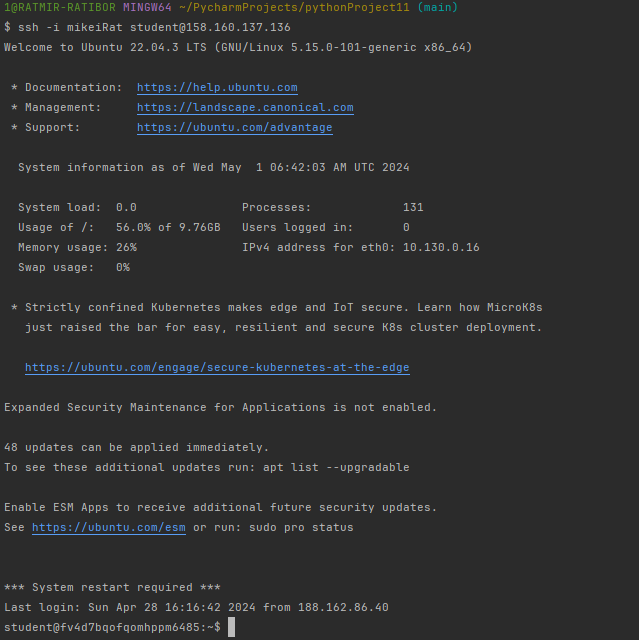 1@RATMIR-RATIBOR MINGW64 ~/PycharmProjects/pythonProject11 (main)
$ ssh -i mikeiRat student@158.160.137.136
Welcome to Ubuntu 22.04.3 LTS (GNU/Linux 5.15.0-101-generic x86_64)
* Documentation:  https://help.ubuntu.com
* Management:     https://landscape.canonical.com
* Support:        https://ubuntu.com/advantage
System information as of Wed May  1 06:42:03 AM UTC 2024
System load:  0.0               Processes:             131
Usage of /:   56.0% of 9.76GB   Users logged in:       0
Memory usage: 26%               IPv4 address for eth0: 10.130.0.16
Swap usage:   0%
* Strictly confined Kubernetes makes edge and IoT secure. Learn how MicroK8s
just raised the bar for easy, resilient and secure K8s cluster deployment.
https://ubuntu.com/engage/secure-kubernetes-at-the-edge
Expanded Security Maintenance for Applications is not enabled.
48 updates can be applied immediately.
To see these additional updates run: apt list --upgradable
Enable ESM Apps to receive additional future security updates.
See https://ubuntu.com/esm or run: sudo pro status
*** System restart required ***
Last login: Sun Apr 28 16:16:42 2024 from 188.162.86.40
student@fv4d7bqofqomhppm6485:~$